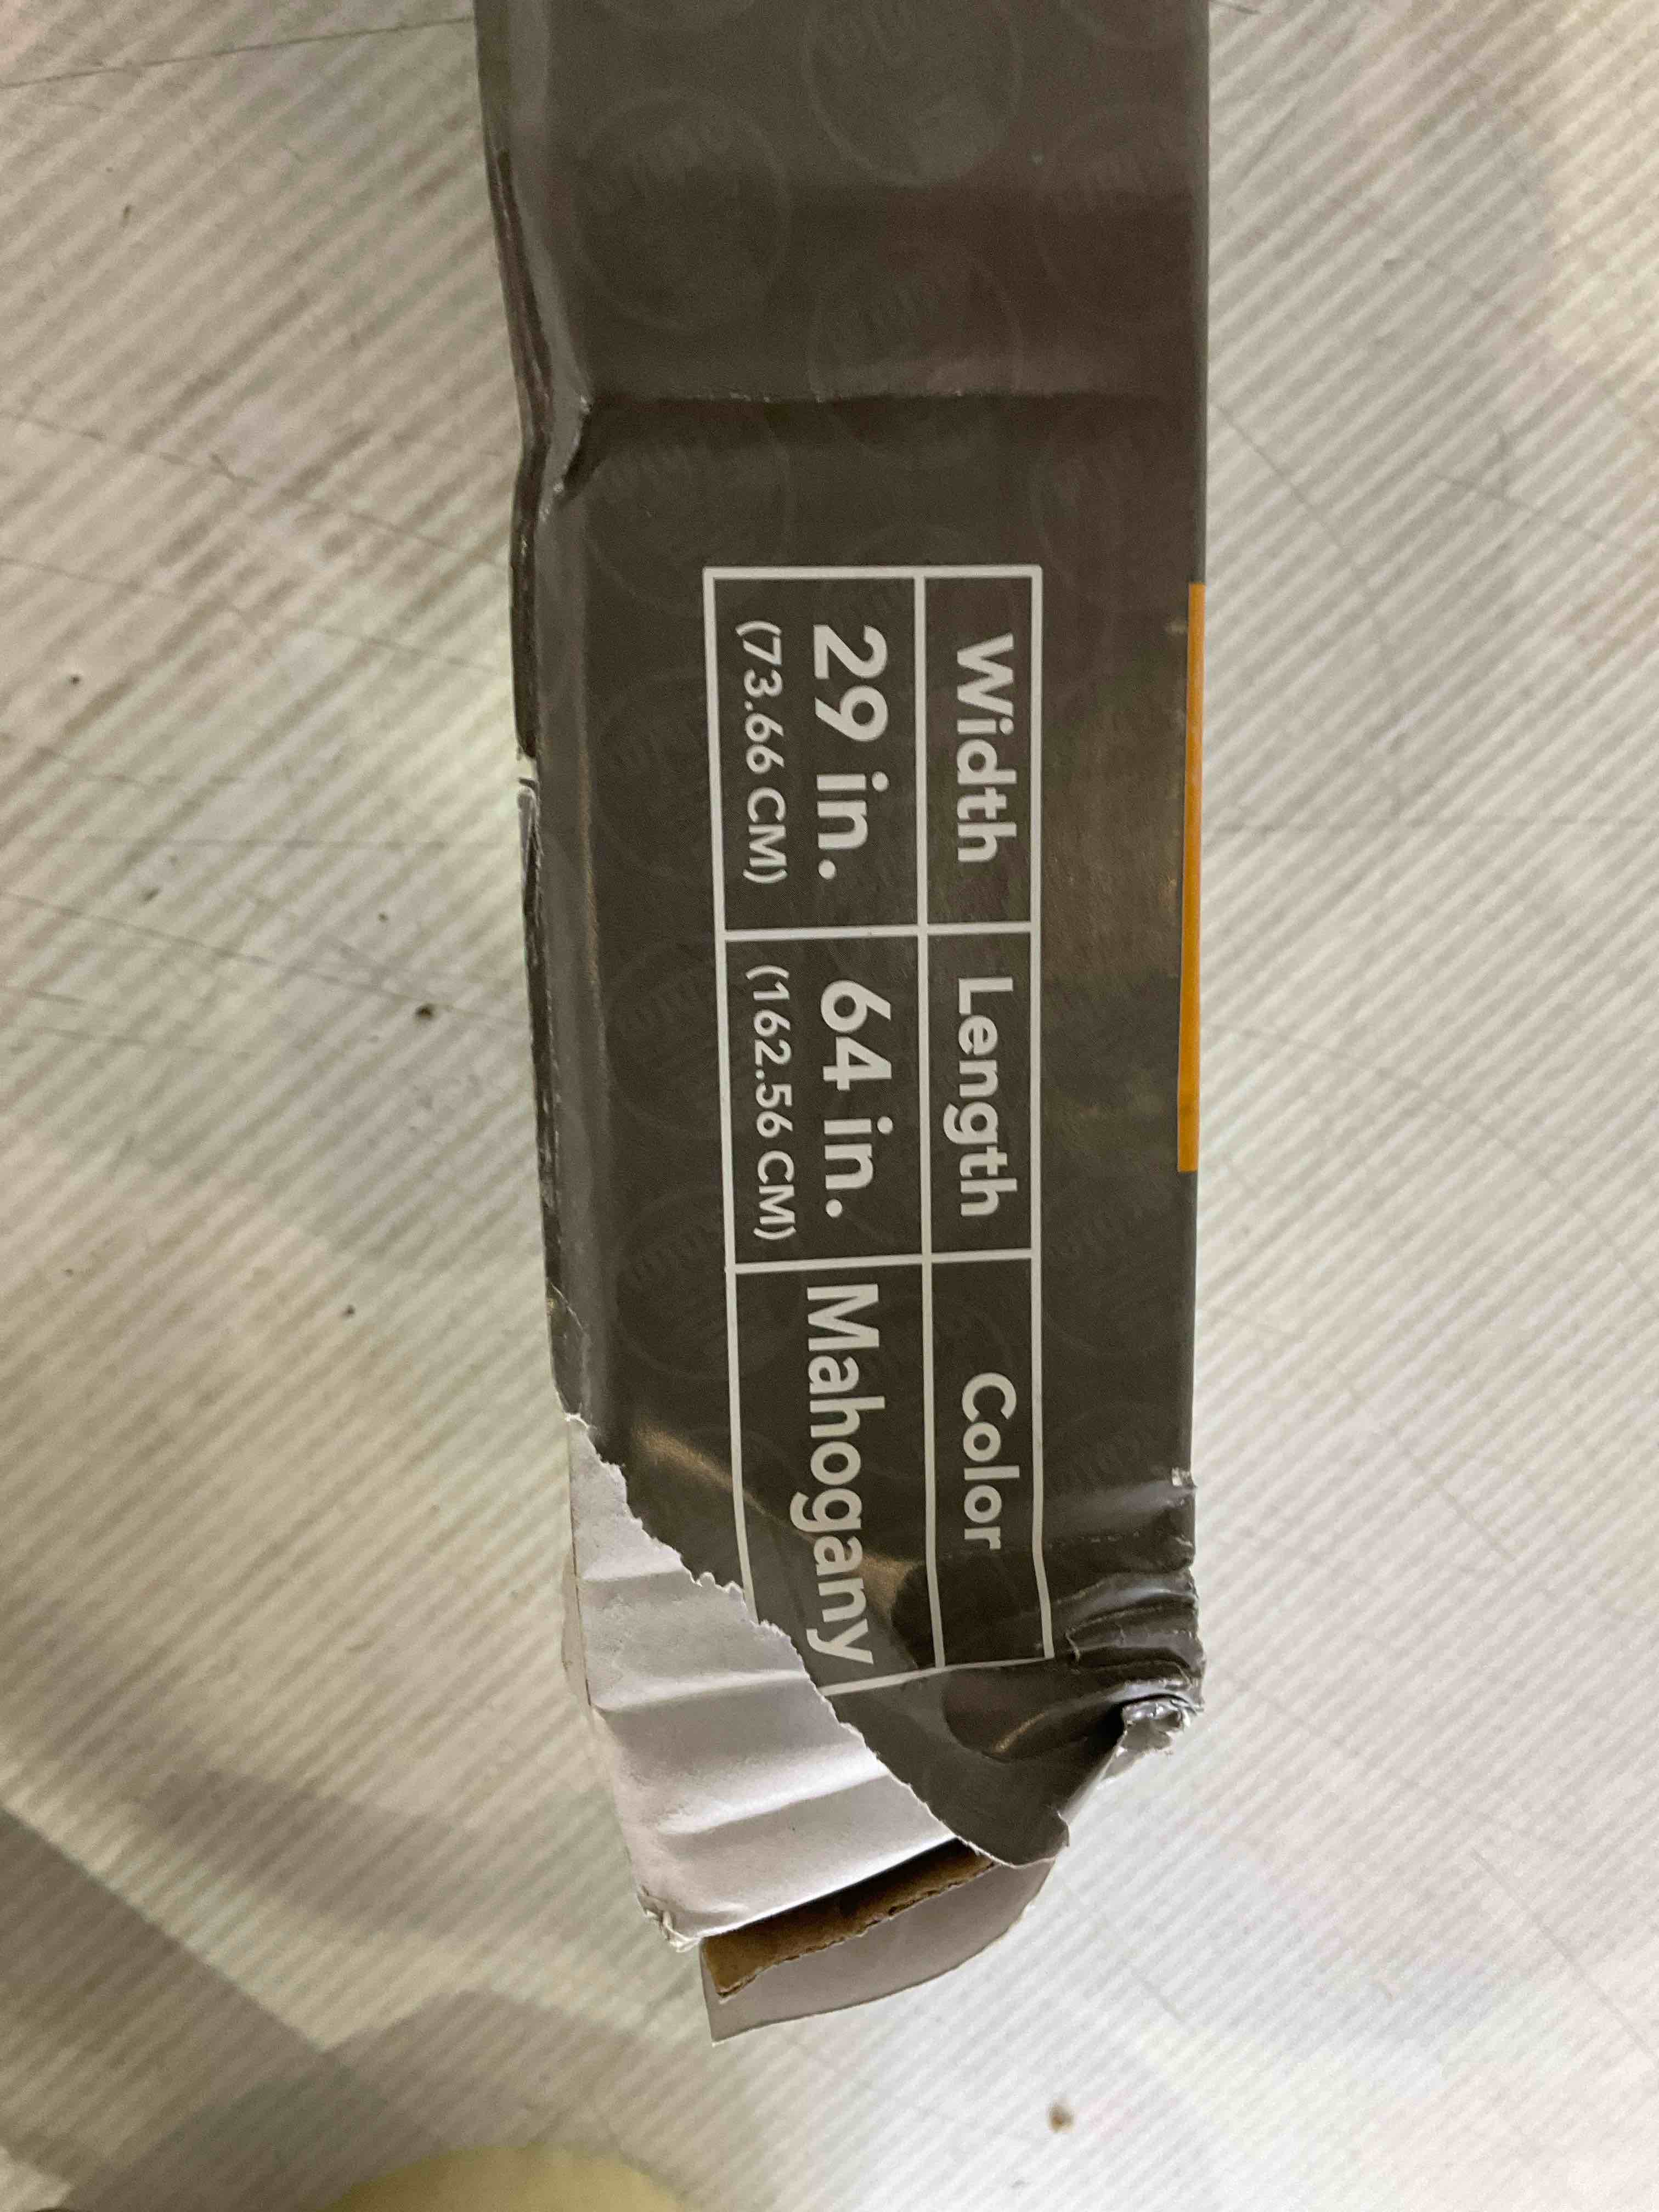 Width Length Color
29 in. 64 in. Mahogany
(73.66 CM) (162.56 CM)